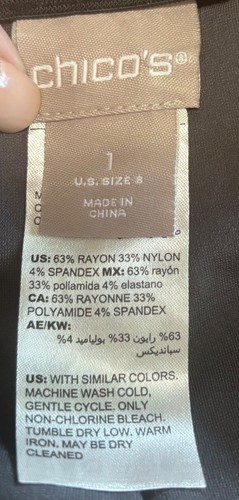 chico's®
1
U.S. SIZE 8
MADE IN
CHINA
US: 63% RAYON 33% NYLON
4% SPANDEX MX: 63% rayón
33% poliamida 4% elastano
CA: 63% RAYONNE 33%
POLYAMIDE 4% SPANDEX
AE/KW:
63% رايون 33% بولياميد 4%
سباندیکس
US: WITH SIMILAR COLORS.
MACHINE WASH COLD,
GENTLE CYCLE. ONLY
NON-CHLORINE BLEACH.
TUMBLE DRY LOW. WARM
IRON. MAY BE DRY
CLEANED